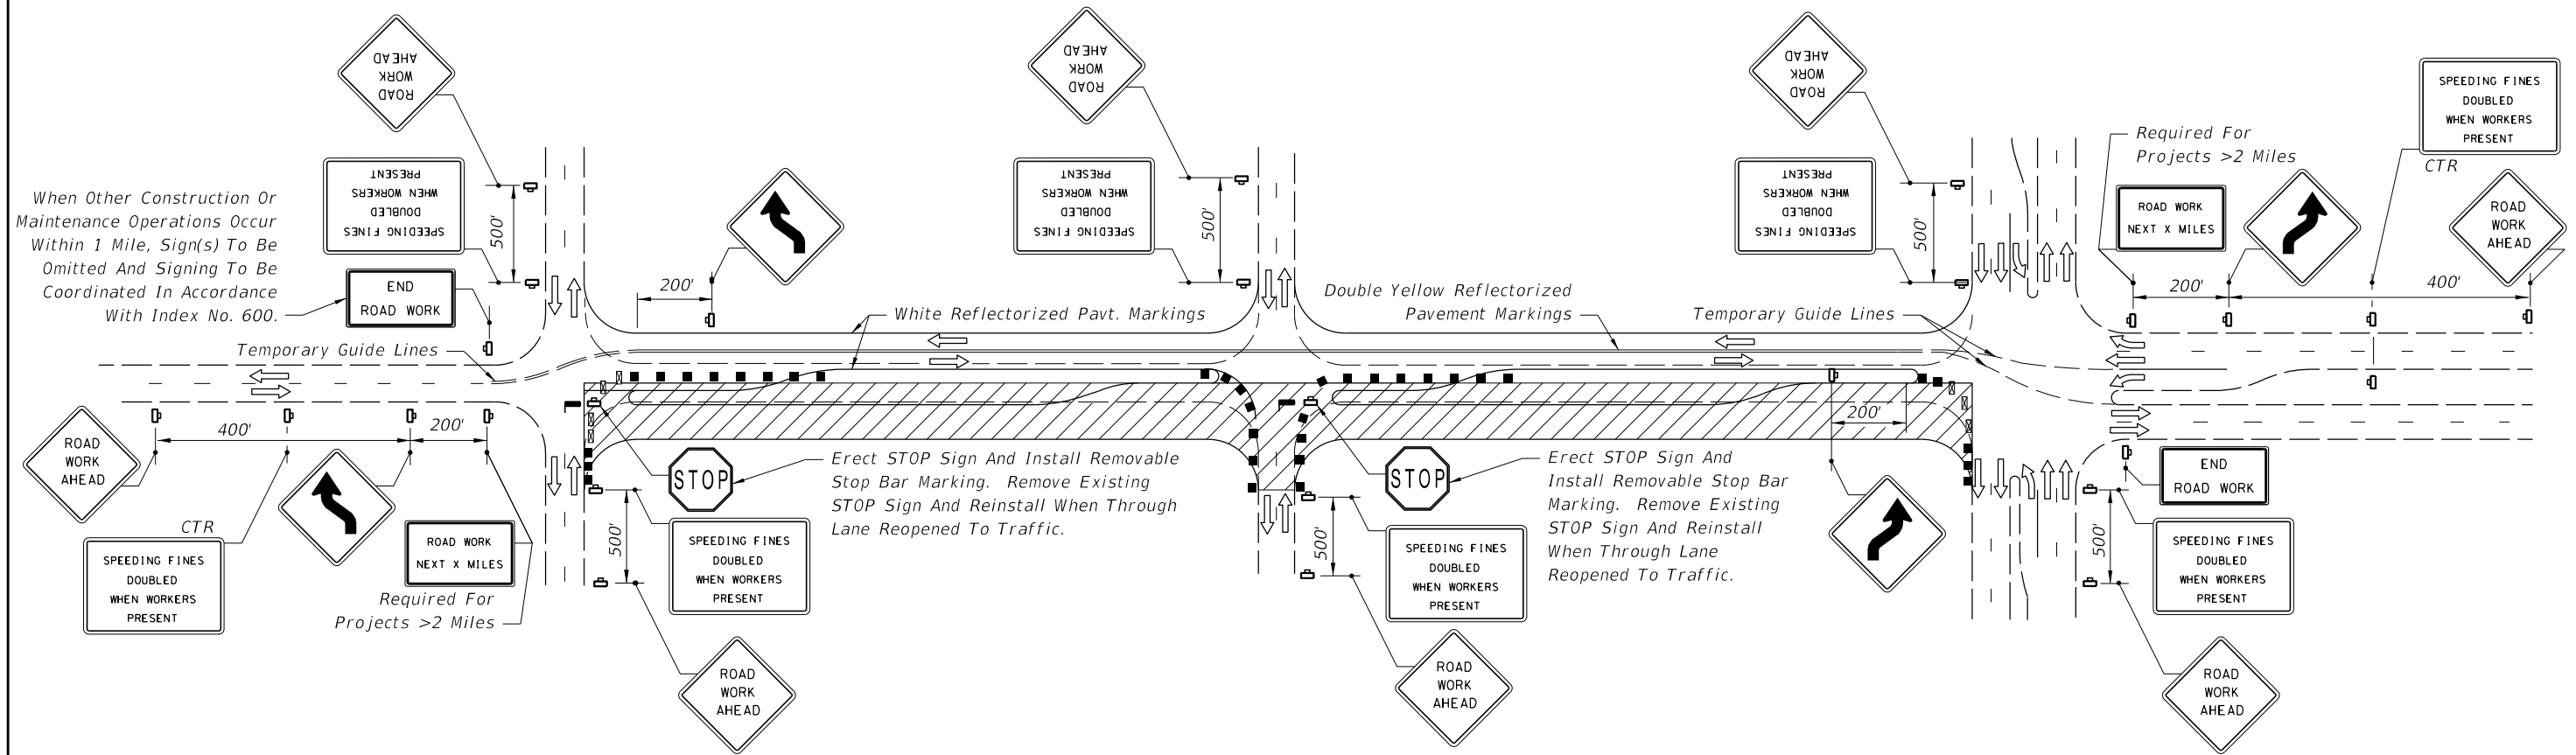 ROAD
WORK
AHEAD
SPEEDING FINES
DOUBLED
WHEN WORKERS
PRESENT
500'
When Other Construction Or
Maintenance Operations Occur
Within 1 Mile, Sign(s) To Be
Omitted And Signing To Be
Coordinated In Accordance
With Index No. 600.
END
ROAD WORK
Temporary Guide Lines
200'
White Reflectorized Pavt. Markings
ROAD
WORK
AHEAD
SPEEDING FINES
DOUBLED
WHEN WORKERS
PRESENT
500'
Double Yellow Reflectorized
Pavement Markings
Temporary Guide Lines
ROAD
WORK
AHEAD
SPEEDING FINES
DOUBLED
WHEN WORKERS
PRESENT
500'
Required For
Projects >2 Miles
ROAD WORK
NEXT X MILES
SPEEDING FINES
DOUBLED
WHEN WORKERS
PRESENT
CTR
ROAD
WORK
AHEAD
200'
400'
ROAD
WORK
AHEAD
400'
200'
CTR
SPEEDING FINES
DOUBLED
WHEN WORKERS
PRESENT
ROAD WORK
NEXT X MILES
Required For
Projects >2 Miles
500'
STOP
Erect STOP Sign And Install Removable
Stop Bar Marking. Remove Existing
STOP Sign And Reinstall When Through
Lane Reopened To Traffic.
SPEEDING FINES
DOUBLED
WHEN WORKERS
PRESENT
ROAD
WORK
AHEAD
500'
STOP
Erect STOP Sign And
Install Removable Stop Bar
Marking. Remove Existing
STOP Sign And Reinstall
When Through Lane
Reopened To Traffic.
SPEEDING FINES
DOUBLED
WHEN WORKERS
PRESENT
ROAD
WORK
AHEAD
200'
END
ROAD WORK
500'
SPEEDING FINES
DOUBLED
WHEN WORKERS
PRESENT
ROAD
WORK
AHEAD